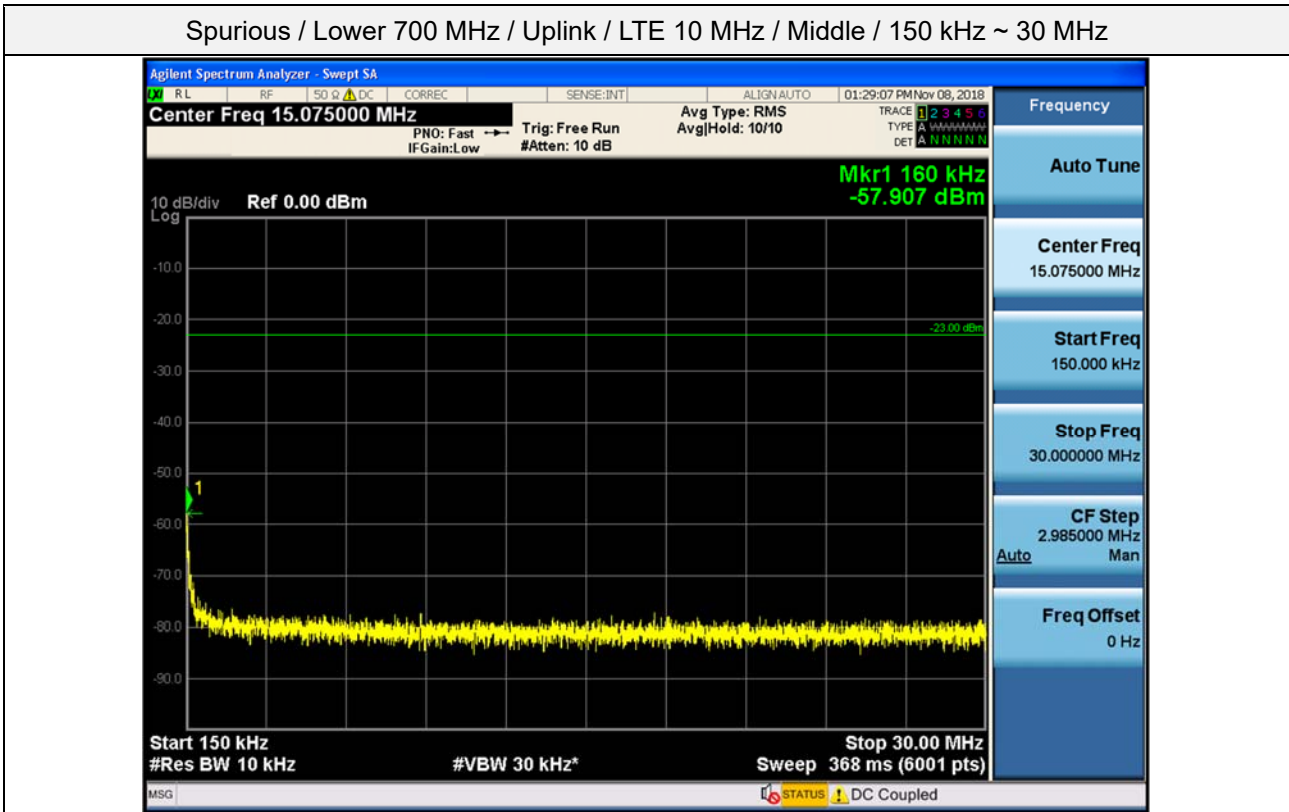 Spurious / Lower 700 MHz / Uplink / LTE 10 MHz / Middle / 150 kHz ~ 30 MHz
Agilent Spectrum Analyzer - Swept SA
LXI RL RF 50 Ω DC CORREC SENSE:INT ALIGNAUTO 01:29:07 PM Nov 08, 2018
Center Freq 15.075000 MHz
PNO: Fast
IFGain:Low
Trig: Free Run
#Atten: 10 dB
Avg Type: RMS
Avg|Hold: 10/10
TRACE 1 2 3 4 5 6
TYPE A WWWWW
DET A N N N N N
Frequency
Mkr1 160 kHz
-57.907 dBm
10 dB/div Ref 0.00 dBm
Log
-10.0
-20.0
-23.00 dBm
-30.0
-40.0
-50.0
1
-60.0
-70.0
-80.0
-90.0
Start 150 kHz Stop 30.00 MHz
#Res BW 10 kHz #VBW 30 kHz* Sweep 368 ms (6001 pts)
Auto Tune
Center Freq
15.075000 MHz
Start Freq
150.000 kHz
Stop Freq
30.000000 MHz
CF Step
2.985000 MHz
Auto Man
Freq Offset
0 Hz
MSG STATUS DC Coupled